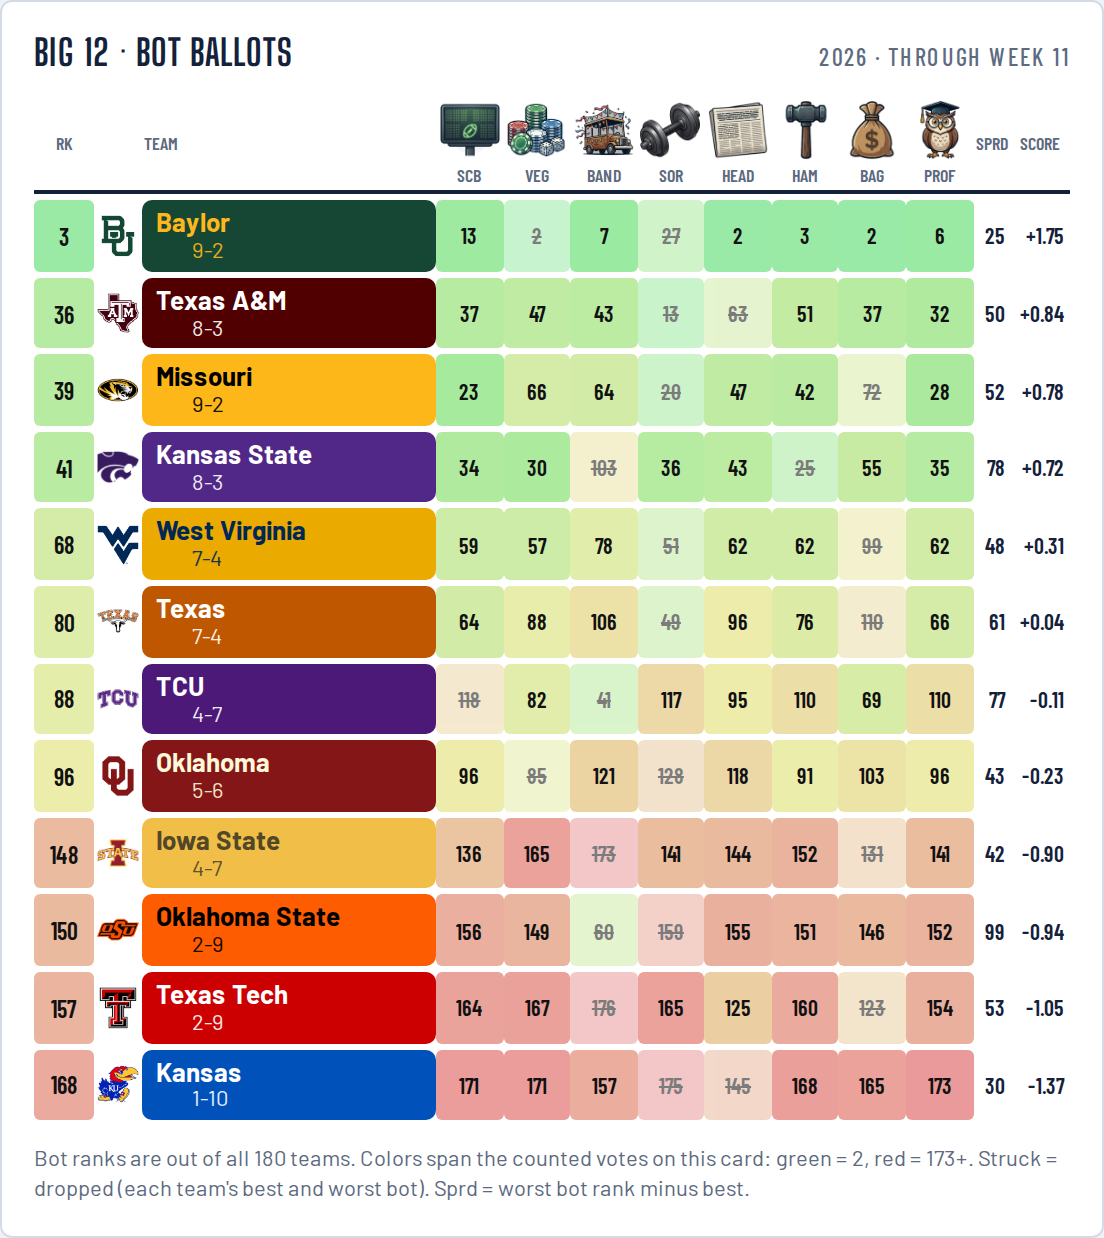 BIG 12 · BOT BALLOTS
2026 · THROUGH WEEK 11
RK TEAM SCB VEG BAND SOR HEAD HAM BAG PROF SPRD SCORE
3 Baylor 9-2 13 2 7 27 2 3 2 6 25 +1.75
36 Texas A&M 8-3 37 47 43 13 63 51 37 32 50 +0.84
39 Missouri 9-2 23 66 64 20 47 42 72 28 52 +0.78
41 Kansas State 8-3 34 30 103 36 43 25 55 35 78 +0.72
68 West Virginia 7-4 59 57 78 51 62 62 99 62 48 +0.31
80 TEXAS Texas 7-4 64 88 106 49 96 76 110 66 61 +0.04
88 TCU TCU 4-7 118 82 41 117 95 110 69 110 77 -0.11
96 OU Oklahoma 5-6 96 85 121 128 118 91 103 96 43 -0.23
148 STATE Iowa State 4-7 136 165 173 141 144 152 131 141 42 -0.90
150 OSU Oklahoma State 2-9 156 149 60 159 155 151 146 152 99 -0.94
157 Texas Tech 2-9 164 167 176 165 125 160 123 154 53 -1.05
168 KU Kansas 1-10 171 171 157 175 145 168 165 173 30 -1.37
Bot ranks are out of all 180 teams. Colors span the counted votes on this card: green = 2, red = 173+. Struck =
dropped (each team's best and worst bot). Sprd = worst bot rank minus best.